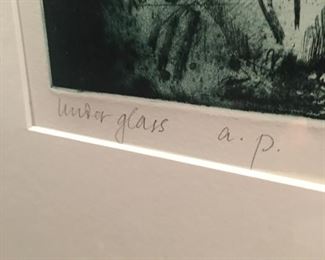 Under glass a.p.